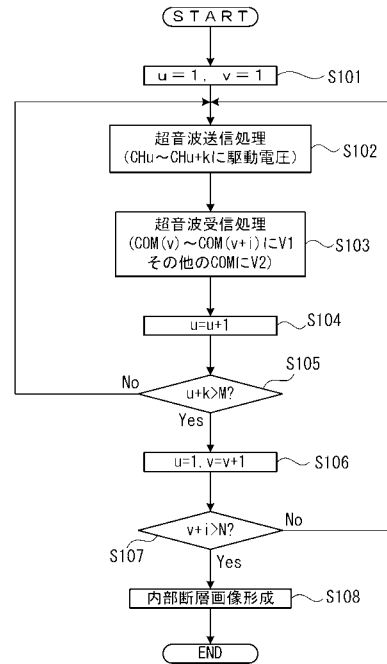 START
u=1, v=1
S101
超音波送信処理
(CHu～CHu+kに駆動電圧)
S102
超音波受信処理
(COM(v)～COM(v+i)にV1
その他のCOMにV2)
S103
u=u+1
S104
u+k>M?
S105
No
Yes
u=1, v=v+1
S106
v+i>N?
S107
No
Yes
内部断層画像形成
S108
END